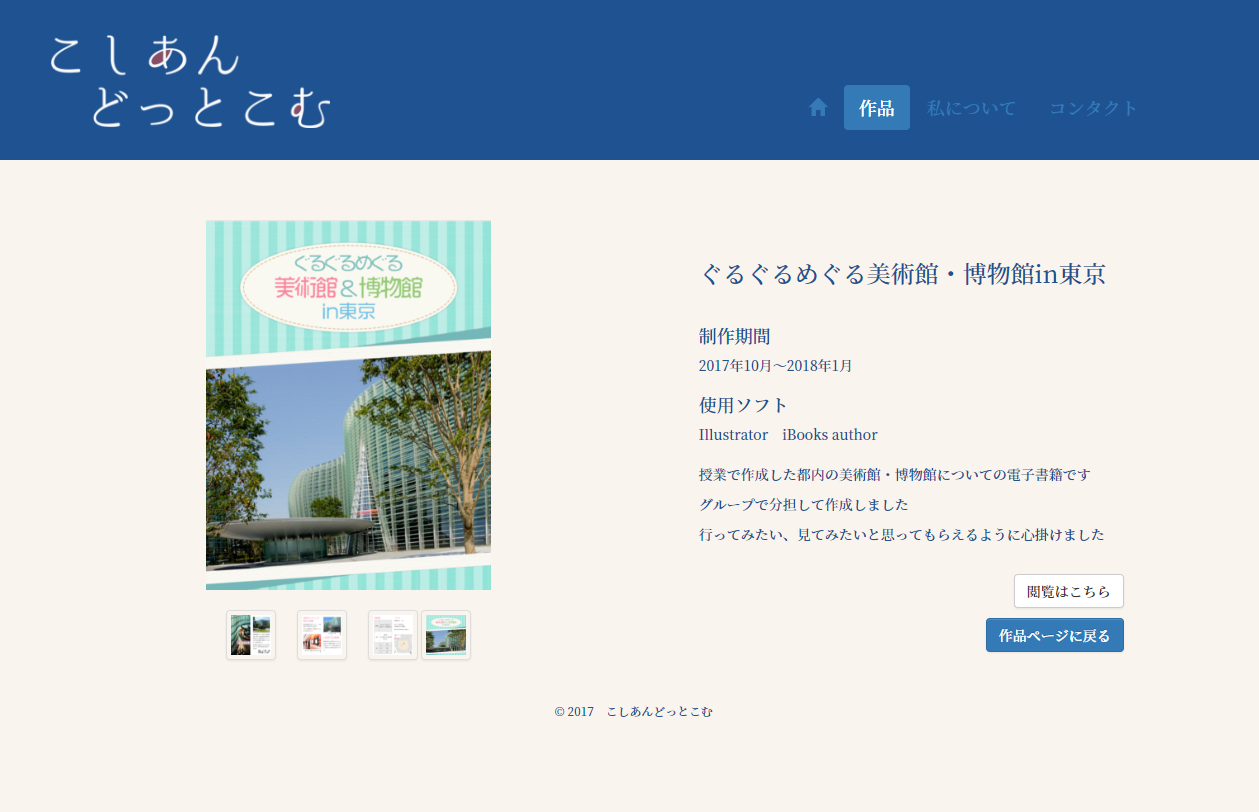 こしあん
どっとこむ
作品 私について コンタクト
ぐるぐるめぐる
美術館&博物館
in東京
ぐるぐるめぐる美術館・博物館in東京
制作期間
2017年10月〜2018年1月
使用ソフト
Illustrator　iBooks author
授業で作成した都内の美術館・博物館についての電子書籍です
グループで分担して作成しました
行ってみたい、見てみたいと思ってもらえるように心掛けました
閲覧はこちら
作品ページに戻る
© 2017　こしあんどっとこむ